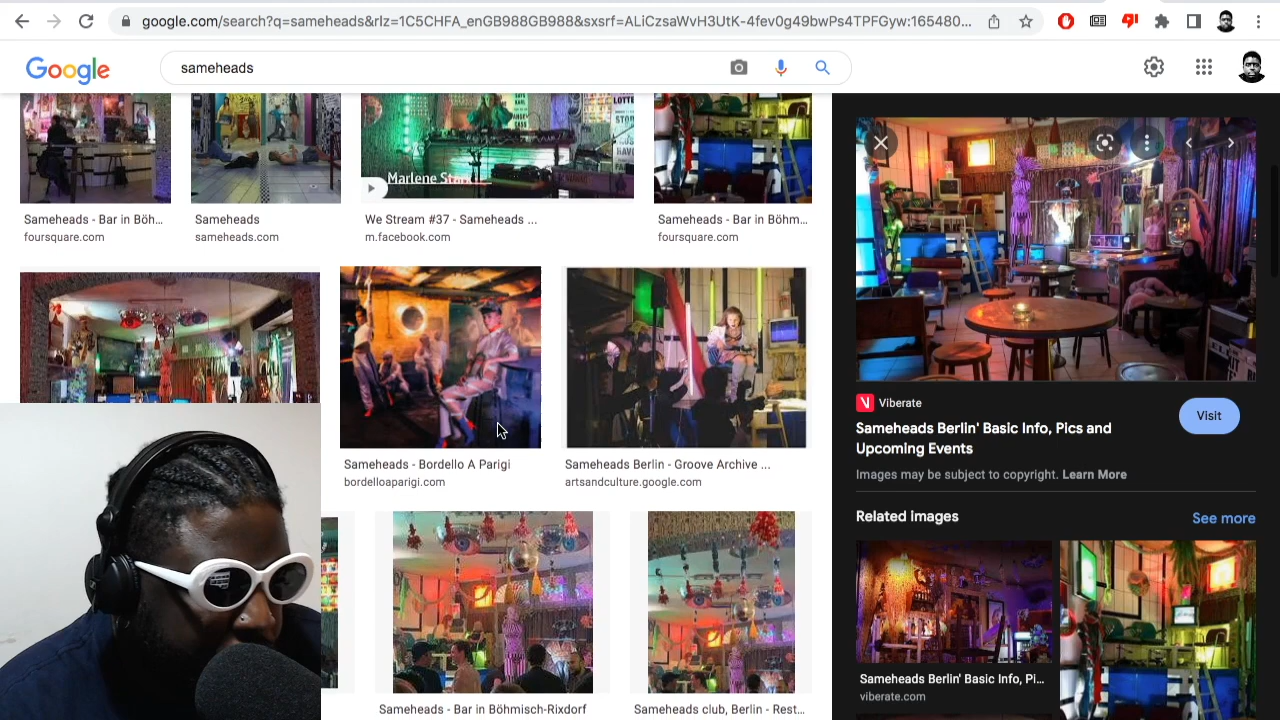 google.com/search?q=sameheads&rlz=1C5CHFA_enGB988GB988&sxsrf=ALiCzsaWvH3UtK-4fev0g49bwPs4TPFGyw:165480...
Google
sameheads
Marlene Star
LOTTE
Sameheads - Bar in Böh...
foursquare.com
Sameheads
sameheads.com
We Stream #37 - Sameheads ...
m.facebook.com
Sameheads - Bar in Böhm...
foursquare.com
Viberate
Visit
Sameheads Berlin' Basic Info, Pics and
Upcoming Events
Images may be subject to copyright. Learn More
Sameheads - Bordello A Parigi
bordelloaparigi.com
Sameheads Berlin - Groove Archive ...
artsandculture.google.com
Related images
See more
Sameheads Berlin' Basic Info, Pi...
viberate.com
Sameheads - Bar in Böhmisch-Rixdorf
Sameheads club, Berlin - Rest...